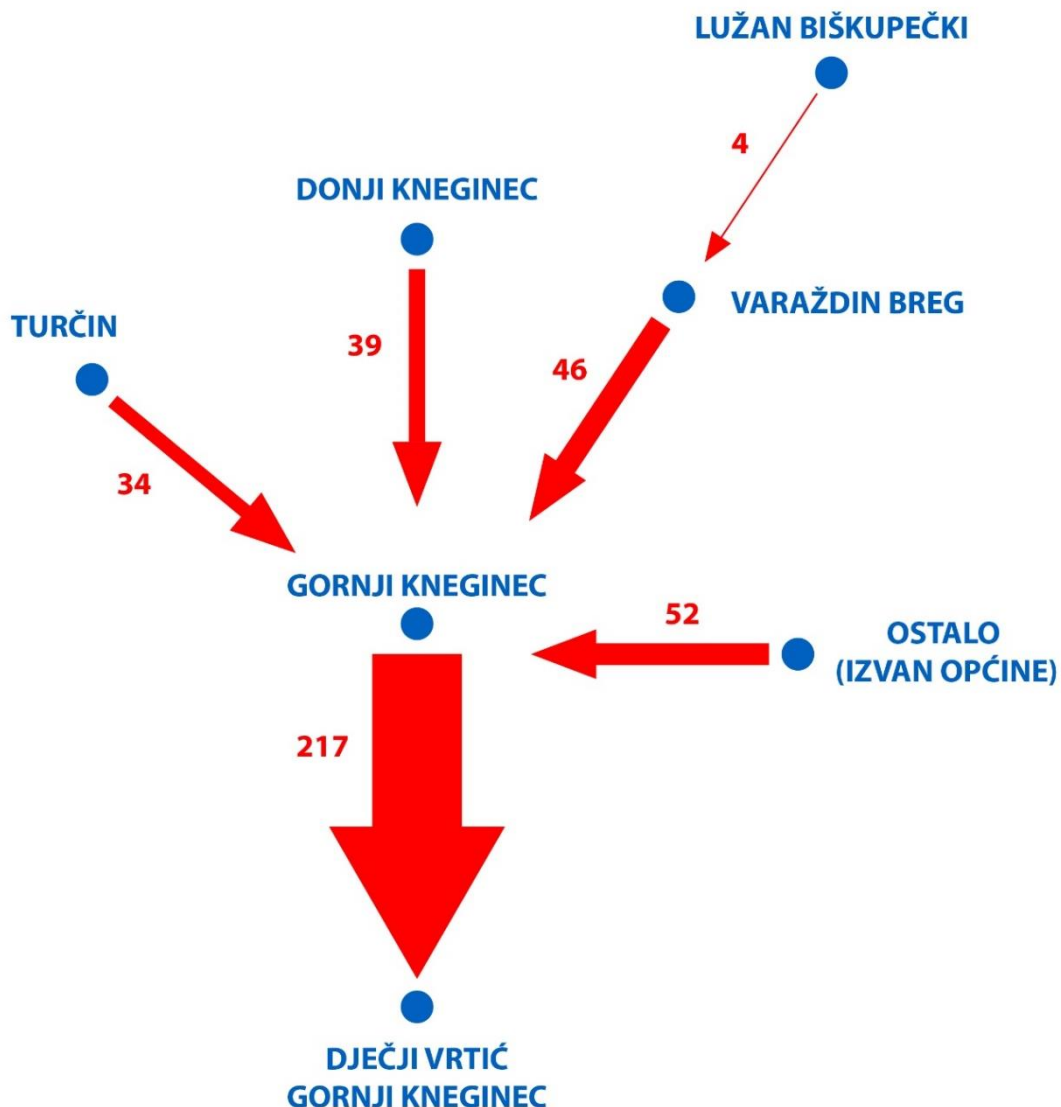 LUŽAN BIŠKUPEČKI
4
DONJI KNEGINEC
VARAŽDIN BREG
TURČIN
39
46
34
GORNJI KNEGINEC
52
OSTALO
(IZVAN OPĆINE)
217
DJEČJI VRTIĆ
GORNJI KNEGINEC